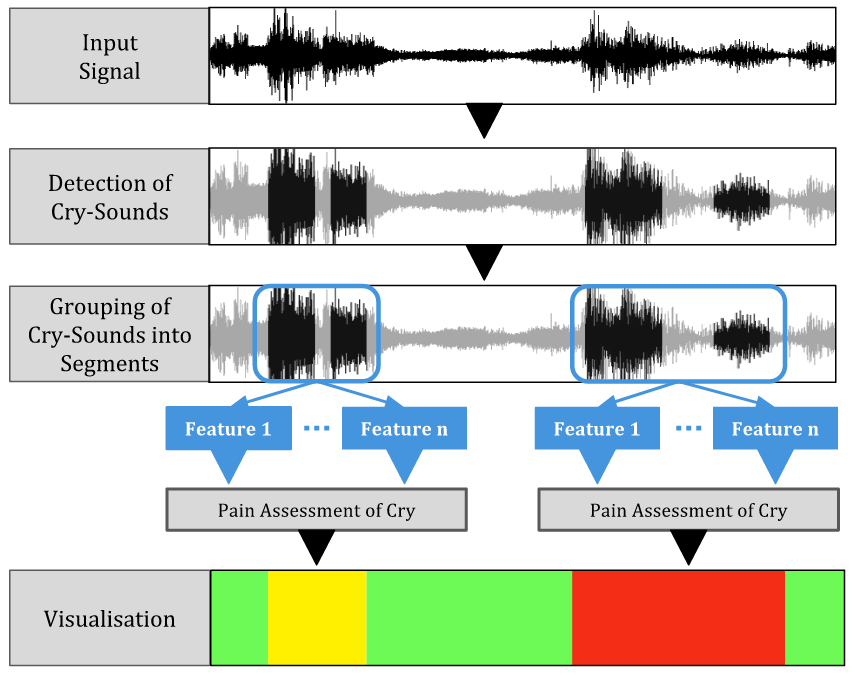 Input
Signal
Detection of
Cry-Sounds
Grouping of
Cry-Sounds into
Segments
Feature 1 ... Feature n
Feature 1 ... Feature n
Pain Assessment of Cry
Pain Assessment of Cry
Visualisation